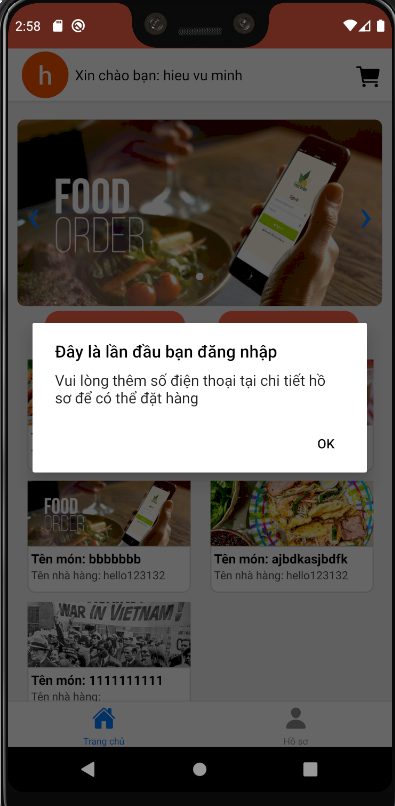 2:58
h
Xin chào bạn: hieu vu minh
FOOD
ORDER
Đây là lần đầu bạn đăng nhập
Vui lòng thêm số điện thoại tại chi tiết hồ
sơ để có thể đặt hàng
OK
FOOD
ORDER
Tên món: bbbbbbb
Tên nhà hàng: hello123132
Tên món: ajbdkasjbdfk
Tên nhà hàng: hello123132
WAR IN VIETNAM!
Tên món: 1111111111
Tên nhà hàng:
Trang chủ
Hồ sơ